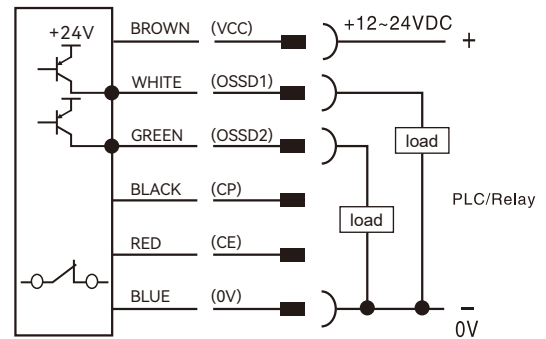 +24V
BROWN (VCC) +12~24VDC +
WHITE (OSSD1)
GREEN (OSSD2) load
BLACK (CP) PLC/Relay
load
RED (CE)
BLUE (0V) −
0V